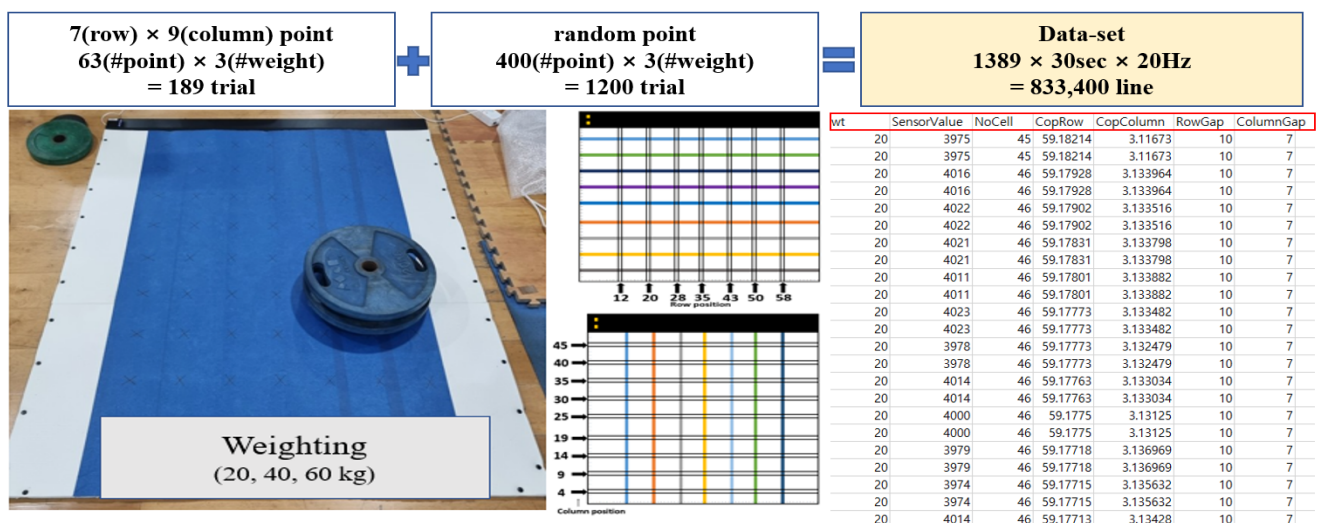 7(row) × 9(column) point
63(#point) × 3(#weight)
= 189 trial
random point
400(#point) × 3(#weight)
= 1200 trial
Data-set
1389 × 30sec × 20Hz
= 833,400 line
Weighting
(20, 40, 60 kg)
12 20 28 35 43 50 58
Row position
45
40
35
30
25
19
14
9
4
Column position
wt SensorValue NoCell CopRow CopColumn RowGap ColumnGap
20 3975 45 59.18214 3.11673 10 7
20 3975 45 59.18214 3.11673 10 7
20 4016 46 59.17928 3.133964 10 7
20 4016 46 59.17928 3.133964 10 7
20 4022 46 59.17902 3.133516 10 7
20 4022 46 59.17902 3.133516 10 7
20 4021 46 59.17831 3.133798 10 7
20 4021 46 59.17831 3.133798 10 7
20 4011 46 59.17801 3.133882 10 7
20 4011 46 59.17801 3.133882 10 7
20 4023 46 59.17773 3.133482 10 7
20 4023 46 59.17773 3.133482 10 7
20 3978 46 59.17773 3.132479 10 7
20 3978 46 59.17773 3.132479 10 7
20 4014 46 59.17763 3.133034 10 7
20 4014 46 59.17763 3.133034 10 7
20 4000 46 59.1775 3.13125 10 7
20 4000 46 59.1775 3.13125 10 7
20 3979 46 59.17718 3.136969 10 7
20 3979 46 59.17718 3.136969 10 7
20 3974 46 59.17715 3.135632 10 7
20 3974 46 59.17715 3.135632 10 7
20 4014 46 59.17713 3.13428 10 7